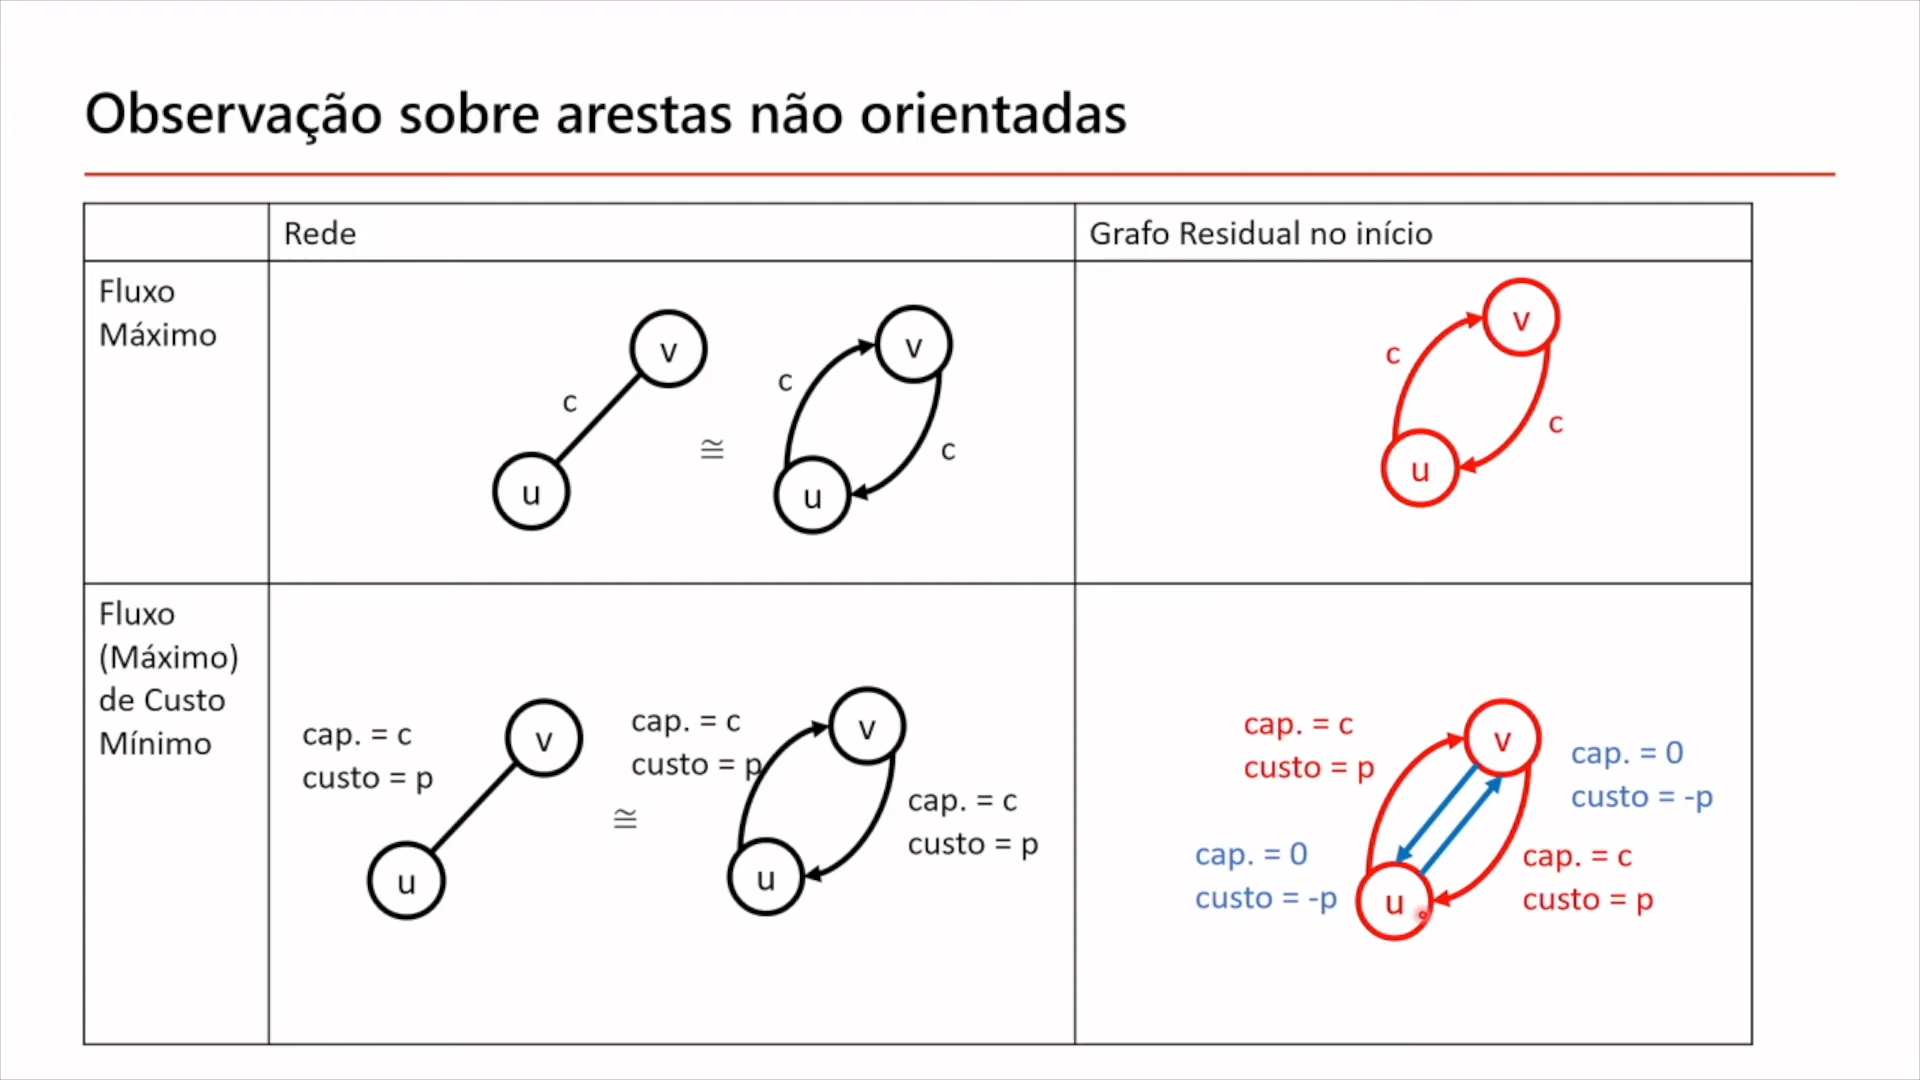 Observação sobre arestas não orientadas
Rede
Grafo Residual no início
Fluxo
Máximo
v
c
u
≅
v
c
c
u
v
c
c
u
Fluxo
(Máximo)
de Custo
Mínimo
cap. = c
custo = p
v
u
≅
cap. = c
custo = p
v
cap. = c
custo = p
u
cap. = c
custo = p
v
cap. = 0
custo = -p
cap. = 0
custo = -p
u
cap. = c
custo = p